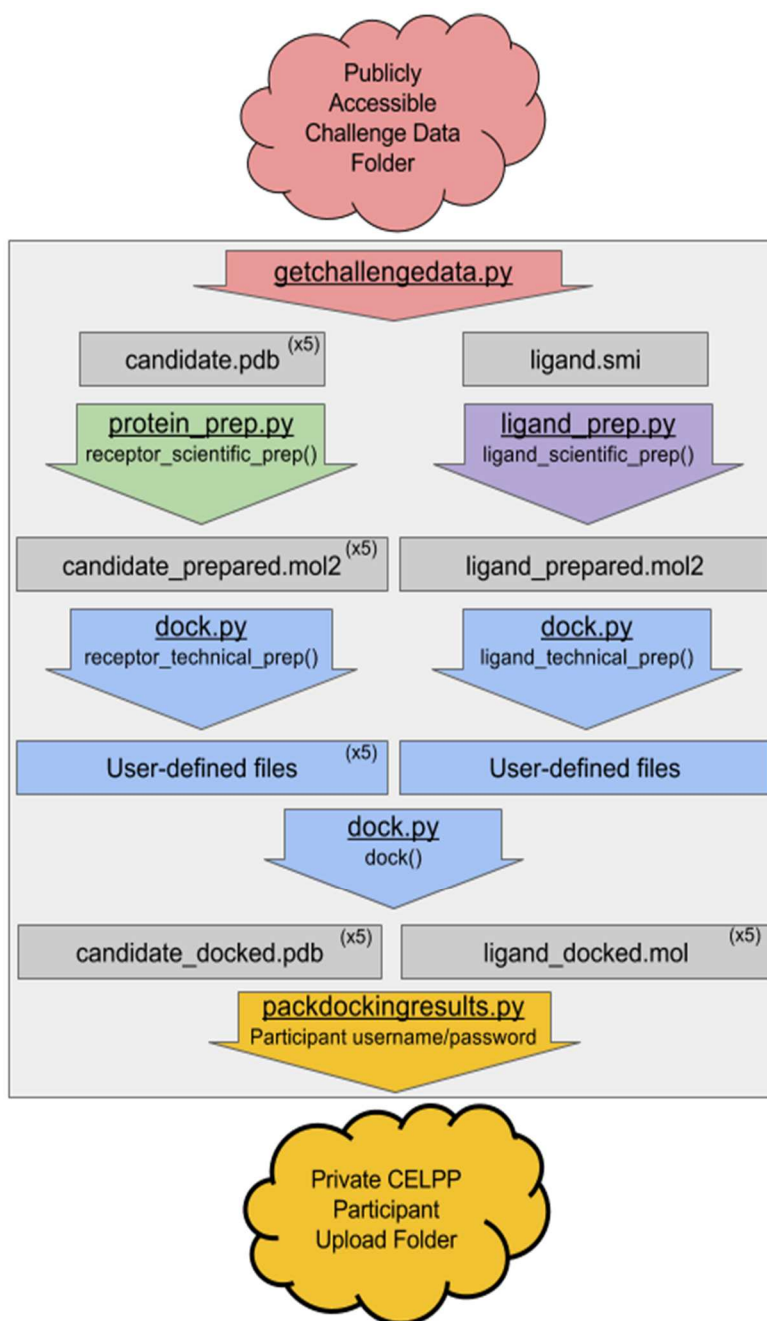 Publicly
Accessible
Challenge Data
Folder
getchallengedata.py
candidate.pdb (x5)
ligand.smi
protein_prep.py
receptor_scientific_prep()
ligand_prep.py
ligand_scientific_prep()
candidate_prepared.mol2 (x5)
ligand_prepared.mol2
dock.py
receptor_technical_prep()
dock.py
ligand_technical_prep()
User-defined files (x5)
User-defined files
dock.py
dock()
candidate_docked.pdb (x5)
ligand_docked.mol (x5)
packdockingresults.py
Participant username/password
Private CELPP
Participant
Upload Folder